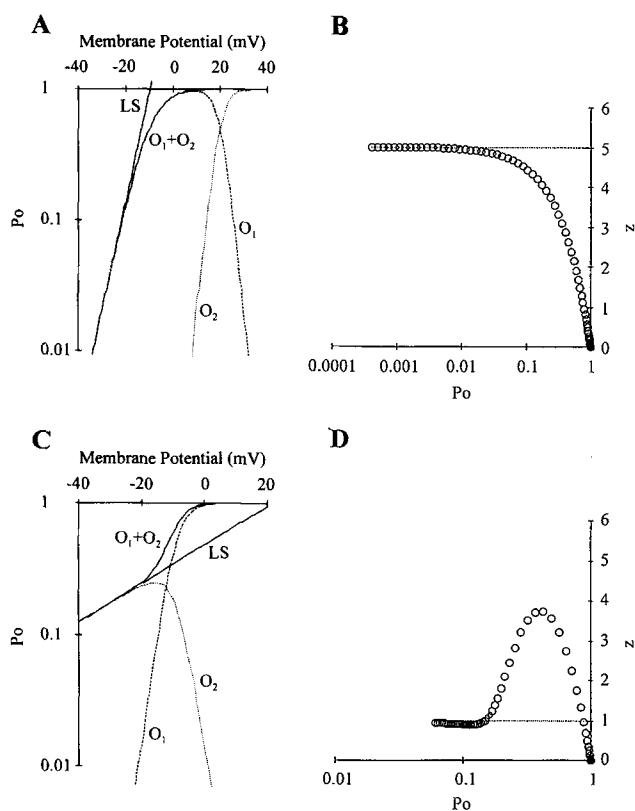 A
Membrane Potential (mV)
-40 -20 0 20 40
1
0.1
0.01
Po
LS
O₁+O₂
O₁
O₂
B
6
5
4
3
2
1
0
z
0.0001 0.001 0.01 0.1 1
Po
C
Membrane Potential (mV)
-40 -20 0 20
1
0.1
0.01
Po
O₁+O₂
LS
O₂
O₁
D
6
5
4
3
2
1
0
z
0.01 0.1 1
Po